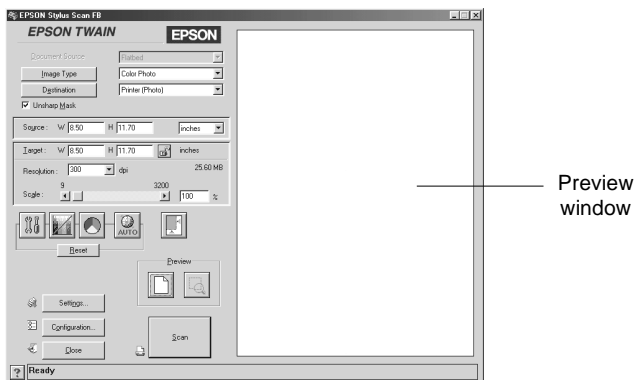 EPSON Stylus Scan FB
EPSON TWAIN EPSON
Document Source Flatbed
Image Type Color Photo
Destination Printer (Photo)
Unsharp Mask
Source: W 8.50 H 11.70 inches
Target: W 8.50 H 11.70 inches
Resolution: 300 dpi 25.60 MB
9 3200
Scale: 100 %
AUTO
Reset
Preview
Settings...
Configuration...
Scan
Close
? Ready
Preview
window